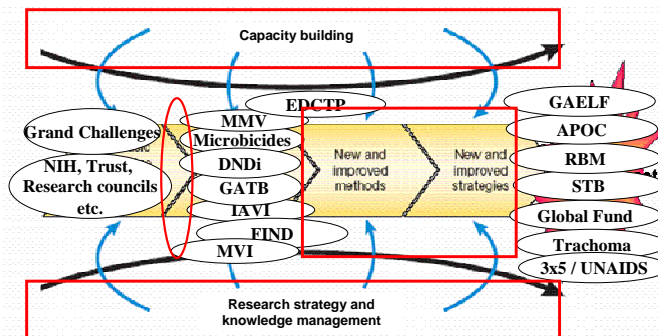 Capacity building
EDCTP
Grand Challenges
NIH, Trust,
Research councils
etc.
MMV
Microbicides
DNDi
GATB
IAVI
FIND
MVI
New and
improved
methods
New and
improved
strategies
GAELF
APOC
RBM
STB
Global Fund
Trachoma
3x5 / UNAIDS
Research strategy and
knowledge management